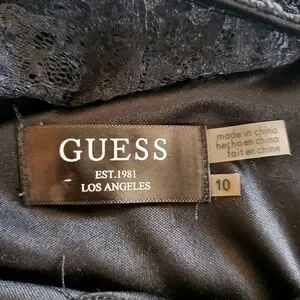 GUESS
EST.1981
LOS ANGELES
made in china
hecho en china
fait en chine
10